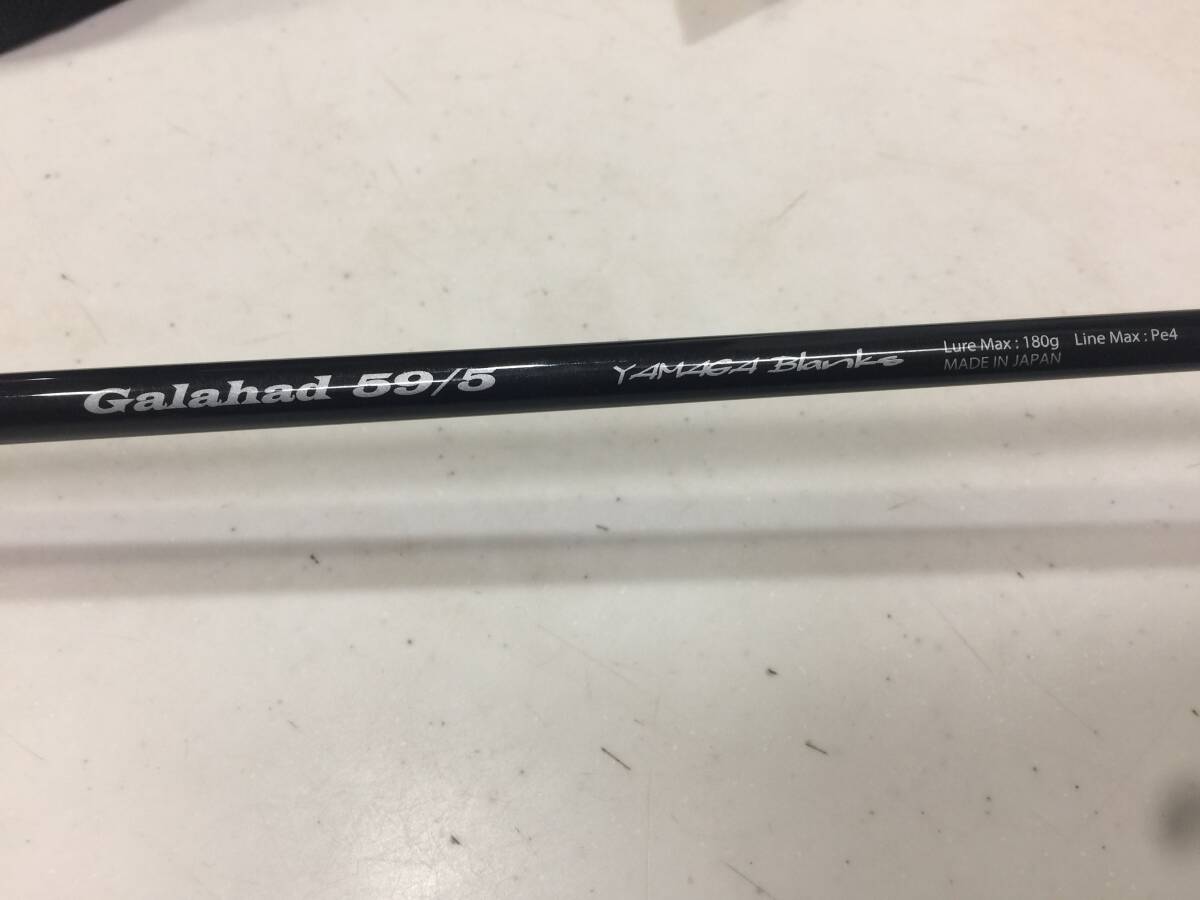 Galahad 59/5
YAMAGA Blanks
Lure Max : 180g Line Max : Pe4
MADE IN JAPAN